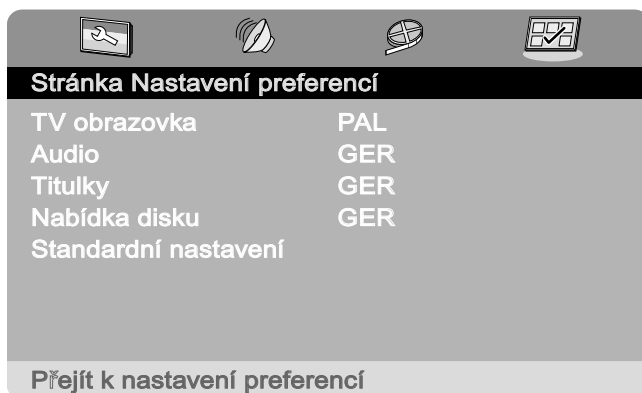 Stránka Nastavení preferencí
TV obrazovka PAL
Audio GER
Titulky GER
Nabídka disku GER
Standardní nastavení
Přejít k nastavení preferencí